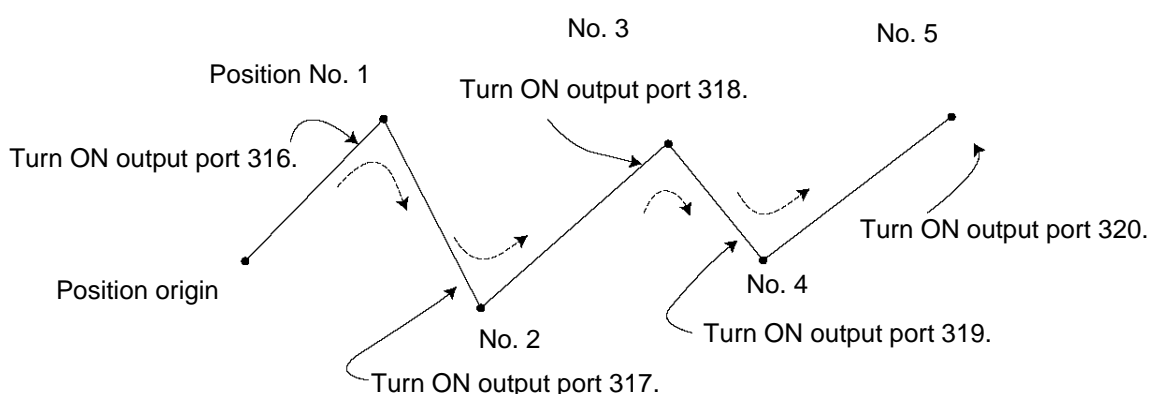 No. 3
No. 5
Position No. 1
Turn ON output port 318.
Turn ON output port 316.
Turn ON output port 320.
Position origin
No. 4
No. 2
Turn ON output port 319.
Turn ON output port 317.